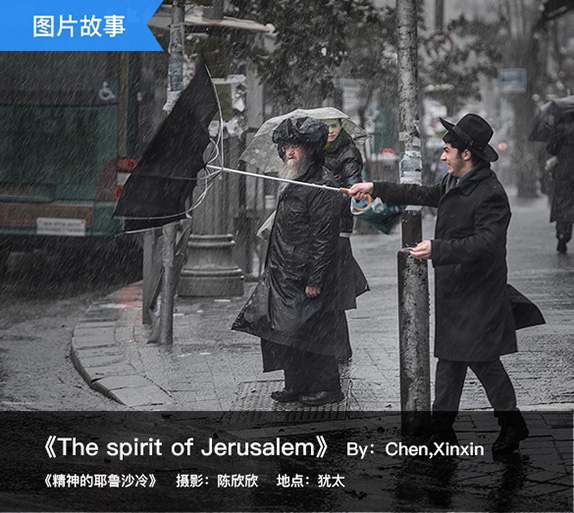 图片故事
《The spirit of Jerusalem》 By：Chen,Xinxin
《精神的耶鲁沙冷》 摄影：陈欣欣 地点：犹太